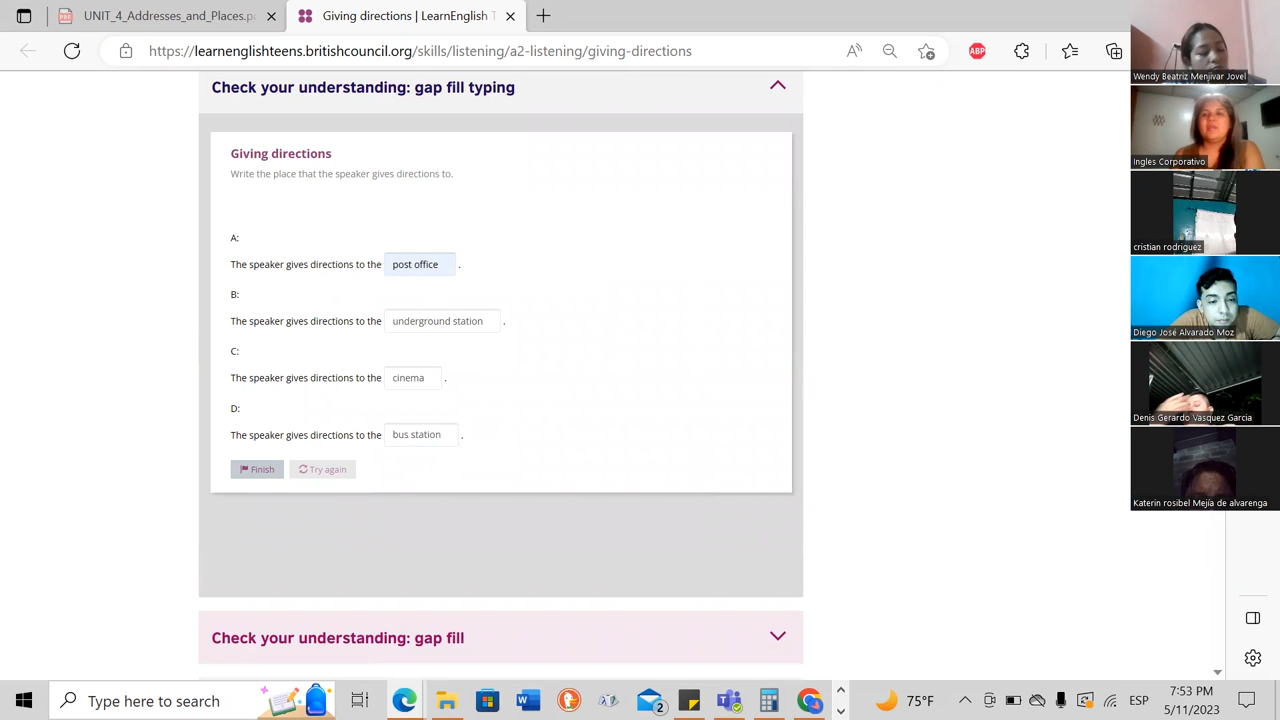 UNIT_4_Addresses_and_Places.p
Giving directions | LearnEnglish T
https://learnenglishteens.britishcouncil.org/skills/listening/a2-listening/giving-directions
ABP
Check your understanding: gap fill typing
Giving directions
Write the place that the speaker gives directions to.
A:
The speaker gives directions to the post office .
B:
The speaker gives directions to the underground station .
C:
The speaker gives directions to the cinema .
D:
The speaker gives directions to the bus station .
Finish Try again
Check your understanding: gap fill
Wendy Beatriz Menjivar Jovel
Ingles Corporativo
cristian rodriguez
Diego José Alvarado Moz
Denis Gerardo Vasquez Garcia
Katerin rosibel Mejía de alvarenga
Type here to search
2
75°F
ESP
7:53 PM
5/11/2023